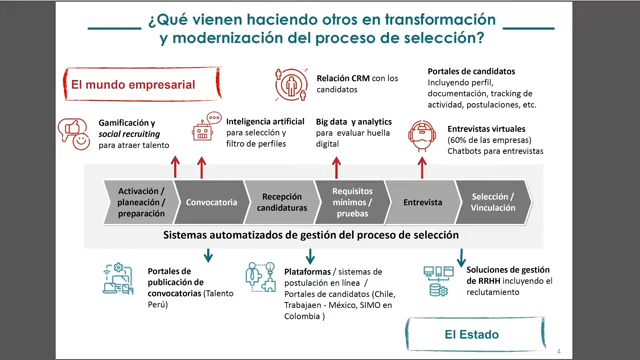 ¿Qué vienen haciendo otros en transformación
y modernización del proceso de selección?
El mundo empresarial
Relación CRM con los
candidatos
Portales de candidatos
Incluyendo perfil,
documentación, tracking de
actividad, postulaciones, etc.
Gamificación y
social recruiting
para atraer talento
Inteligencia artificial
para selección y
filtro de perfiles
Big data y analytics
para evaluar huella
digital
Entrevistas virtuales
(60% de las empresas)
Chatbots para entrevistas
Activación /
planeación /
preparación
Convocatoria
Recepción
candidaturas
Requisitos
mínimos /
pruebas
Entrevista
Selección /
Vinculación
Sistemas automatizados de gestión del proceso de selección
Portales de
publicación de
convocatorias (Talento
Perú)
Plataformas / sistemas de
postulación en línea /
Portales de candidatos (Chile,
Trabajaen - México, SIMO en
Colombia )
Soluciones de gestión
de RRHH incluyendo el
reclutamiento
El Estado
4